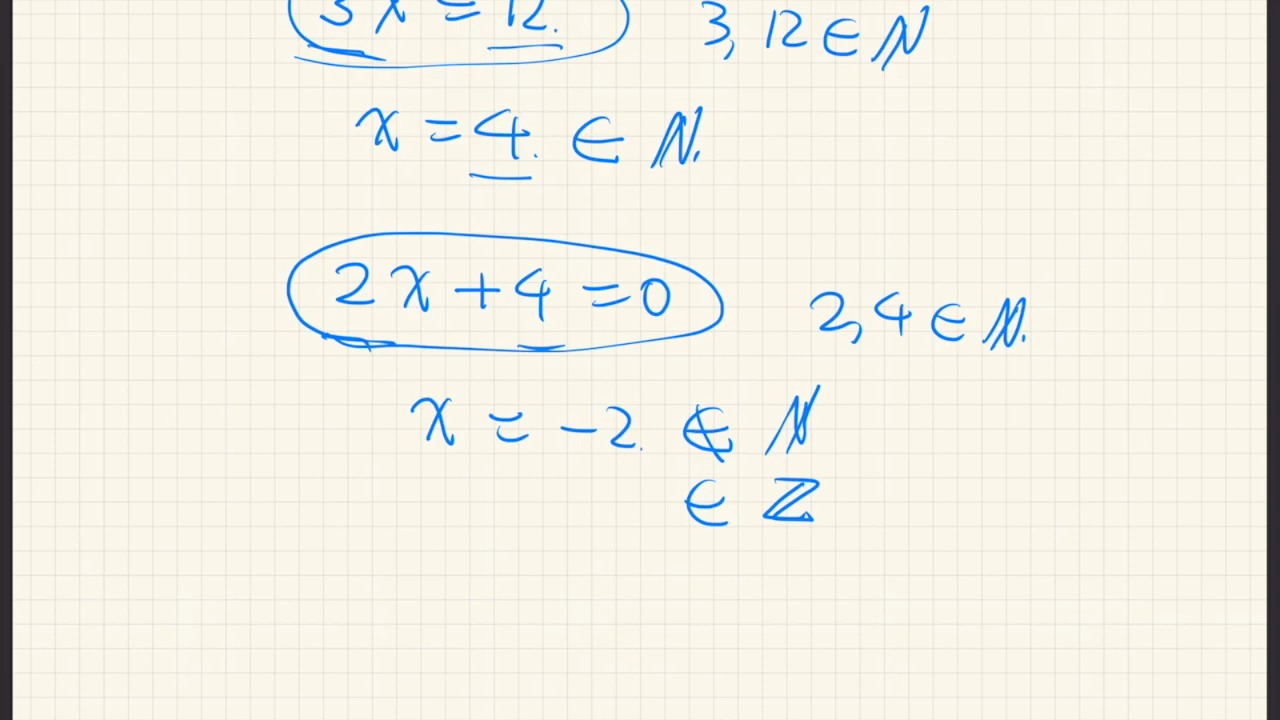 3x = 12. 3, 12 ∈ ℕ
x = 4. ∈ ℕ.
2x + 4 = 0 2, 4 ∈ ℕ.
x = -2. ∉ ℕ
∈ ℤ